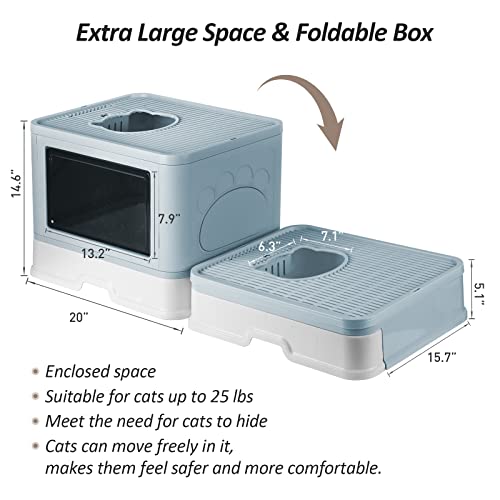 Extra Large Space & Foldable Box
14.6"
7.9"
13.2"
20"
6.3"
7.1"
5.1"
15.7"
• Enclosed space
• Suitable for cats up to 25 lbs
• Meet the need for cats to hide
• Cats can move freely in it,
makes them feel safer and more comfortable.